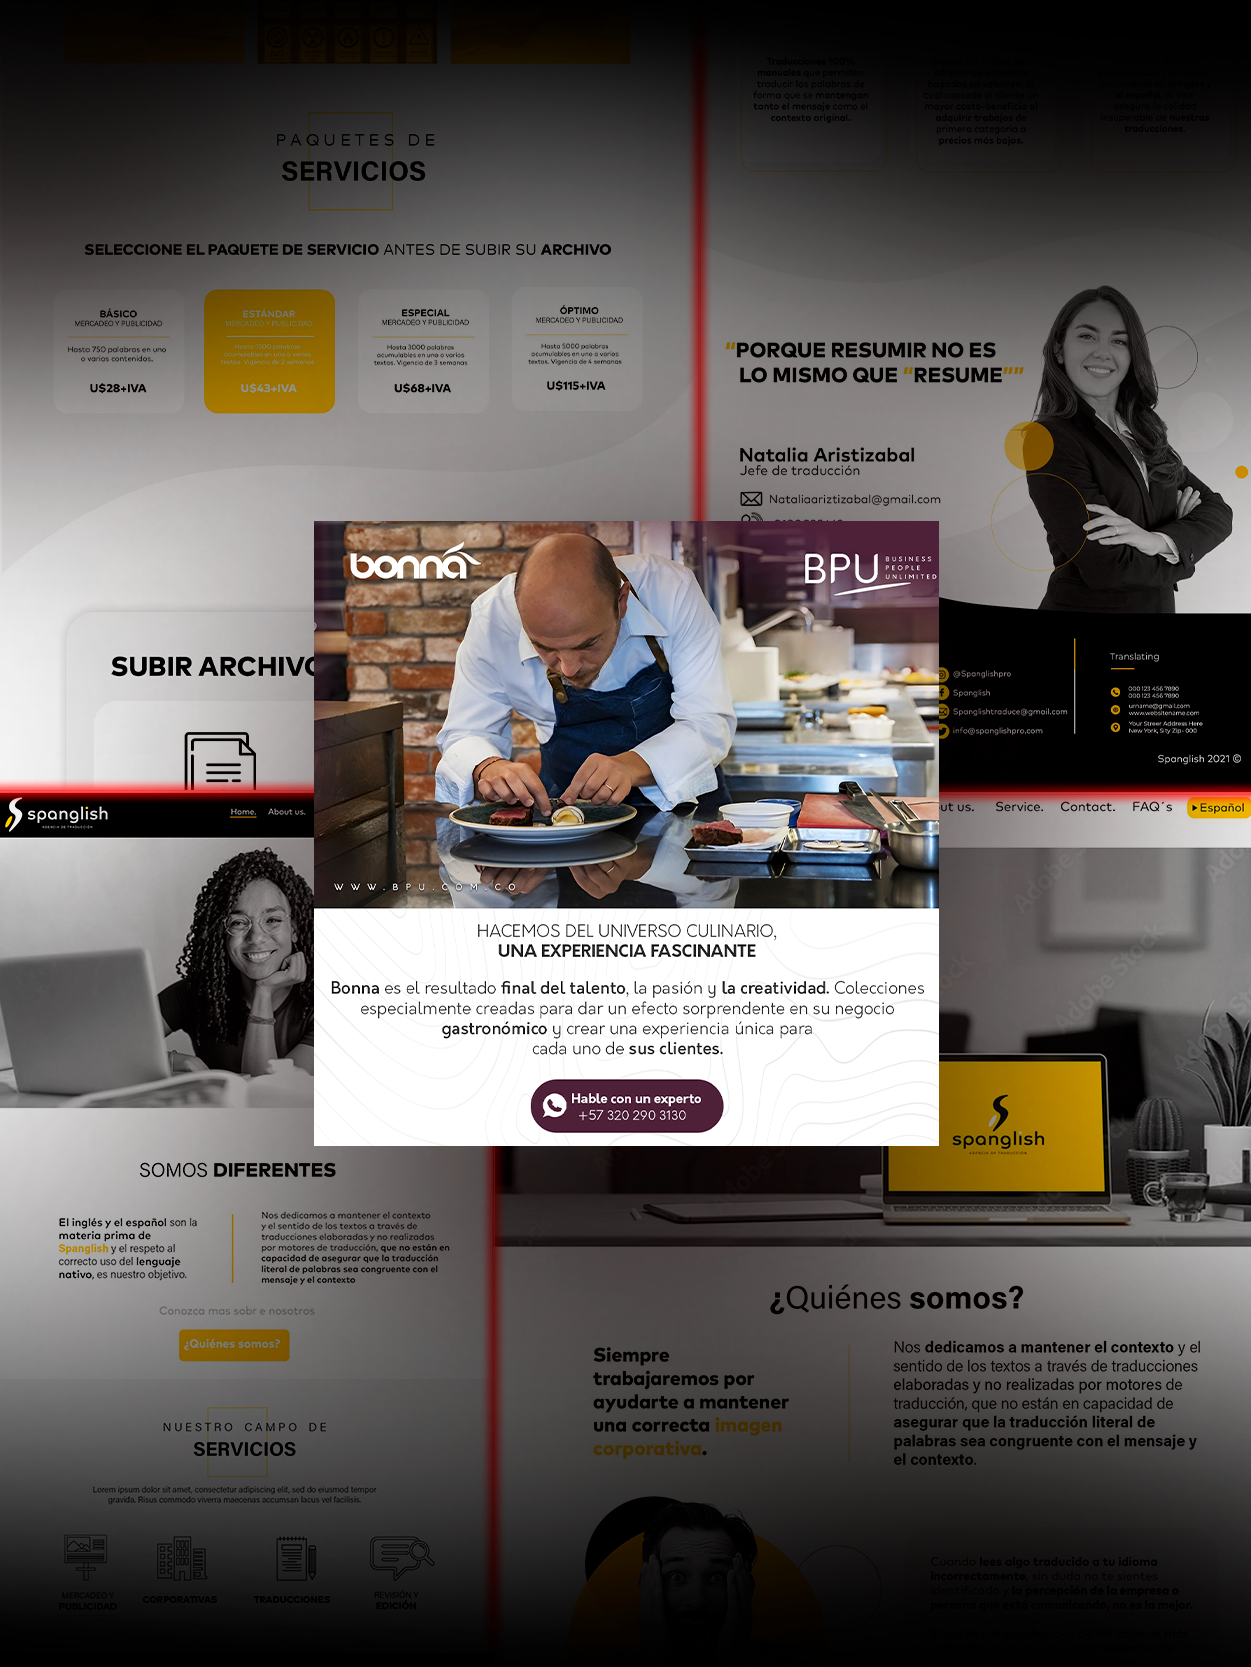 PAQUETES DE
SERVICIOS
SELECCIONE EL PAQUETE DE SERVICIO ANTES DE SUBIR SU ARCHIVO
BÁSICO
MERCADEO Y PUBLICIDAD
Hasta 750 palabras en uno
o varios contenidos.
U$28+IVA
ESTÁNDAR
MERCADEO Y PUBLICIDAD
Hasta 1500 palabras
acumulables en uno o varios
textos. Vigencia de 2 semanas
U$43+IVA
ESPECIAL
MERCADEO Y PUBLICIDAD
Hasta 3000 palabras
acumulables en una o varios
textos. Vigencia de 3 semanas
U$68+IVA
ÓPTIMO
MERCADEO Y PUBLICIDAD
Hasta 5000 palabras
acumulables en uno o varios
textos. Vigencia de 4 semanas
U$115+IVA
SUBIR ARCHIVO
Traducciones 100%
manuales que permiten
traducir las palabras de
forma que se mantengan
tanto el mensaje como el
contexto original.
mayor costo-beneficio al
adquirir trabajos de
primera categoría a
precios más bajos.
insuperable de nuestras
traducciones.
"PORQUE RESUMIR NO ES
LO MISMO QUE "RESUME""
Natalia Aristizabal
Jefe de traducción
Nataliaariztizabal@gmail.com
@Spanglishpro
Spanglish
Spanglishtraduce@gmail.com
info@spanglishpro.com
Translating
000 123 456 7890
000 123 456 7890
urname@gmail.com
www.websitename.com
Your Street Address Here
New York, Sity Zip- 000
Spanglish 2021 ©
bonna
BPU BUSINESS
PEOPLE
UNLIMITED
WWW.BPU.COM.CO
HACEMOS DEL UNIVERSO CULINARIO,
UNA EXPERIENCIA FASCINANTE
Bonna es el resultado final del talento, la pasión y la creatividad. Colecciones
especialmente creadas para dar un efecto sorprendente en su negocio
gastronómico y crear una experiencia única para
cada uno de sus clientes.
Hable con un experto
+57 320 290 3130
spanglish
AGENCIA DE TRADUCCIÓN
Home.
About us.
ut us.
Service.
Contact.
FAQ´s
Español
Adobe Stock
spanglish
AGENCIA DE TRADUCCIÓN
SOMOS DIFERENTES
El inglés y el español son la
materia prima de
Spanglish y el respeto al
correcto uso del lenguaje
nativo, es nuestro objetivo.
Nos dedicamos a mantener el contexto
y el sentido de los textos a través de
traducciones elaboradas y no realizadas
por motores de traducción, que no están en
capacidad de asegurar que la traducción
literal de palabras sea congruente con el
mensaje y el contexto
Conozca mas sobr e nosotros
¿Quiénes somos?
NUESTRO CAMPO DE
SERVICIOS
Lorem ipsum dolor sit amet, consectetur adipiscing elit, sed do eiusmod tempor
gravida. Risus commodo viverra maecenas accumsan lacus vel facilisis.
MERCADEO Y
PUBLICIDAD
CORPORATIVAS
TRADUCCIONES
REVISIÓN Y
EDICIÓN
¿Quiénes somos?
Siempre
trabajaremos por
ayudarte a mantener
una correcta imagen
corporativa.
Nos dedicamos a mantener el contexto y el
sentido de los textos a través de traducciones
elaboradas y no realizadas por motores de
traducción, que no están en capacidad de
asegurar que la traducción literal de
palabras sea congruente con el mensaje y
el contexto.
Cuando lees algo traducido a tu idioma
incorrectamente, sin duda no te sientes
identificado y la percepción de la empresa o
persona que está comunicando, no es la mejor.